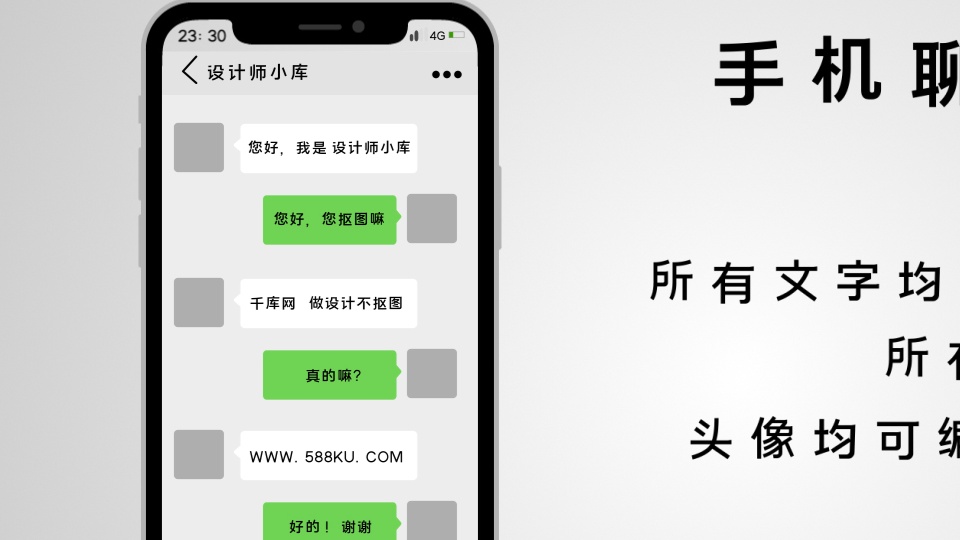 23: 30
4G
设计师小库
您好，我是 设计师小库
您好，您抠图嘛
千库网 做设计不抠图
真的嘛?
WWW. 588KU. COM
好的！谢谢
手机聊
所有文字均
所
头像均可编